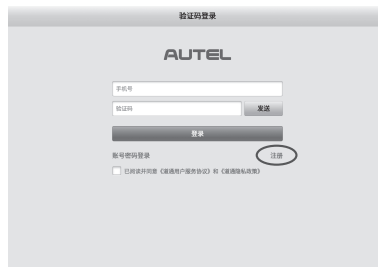 验证码登录
AUTEL
手机号
验证码 发送
登录
账号密码登录 注册
已阅读并同意《道通用户服务协议》和《道通隐私政策》